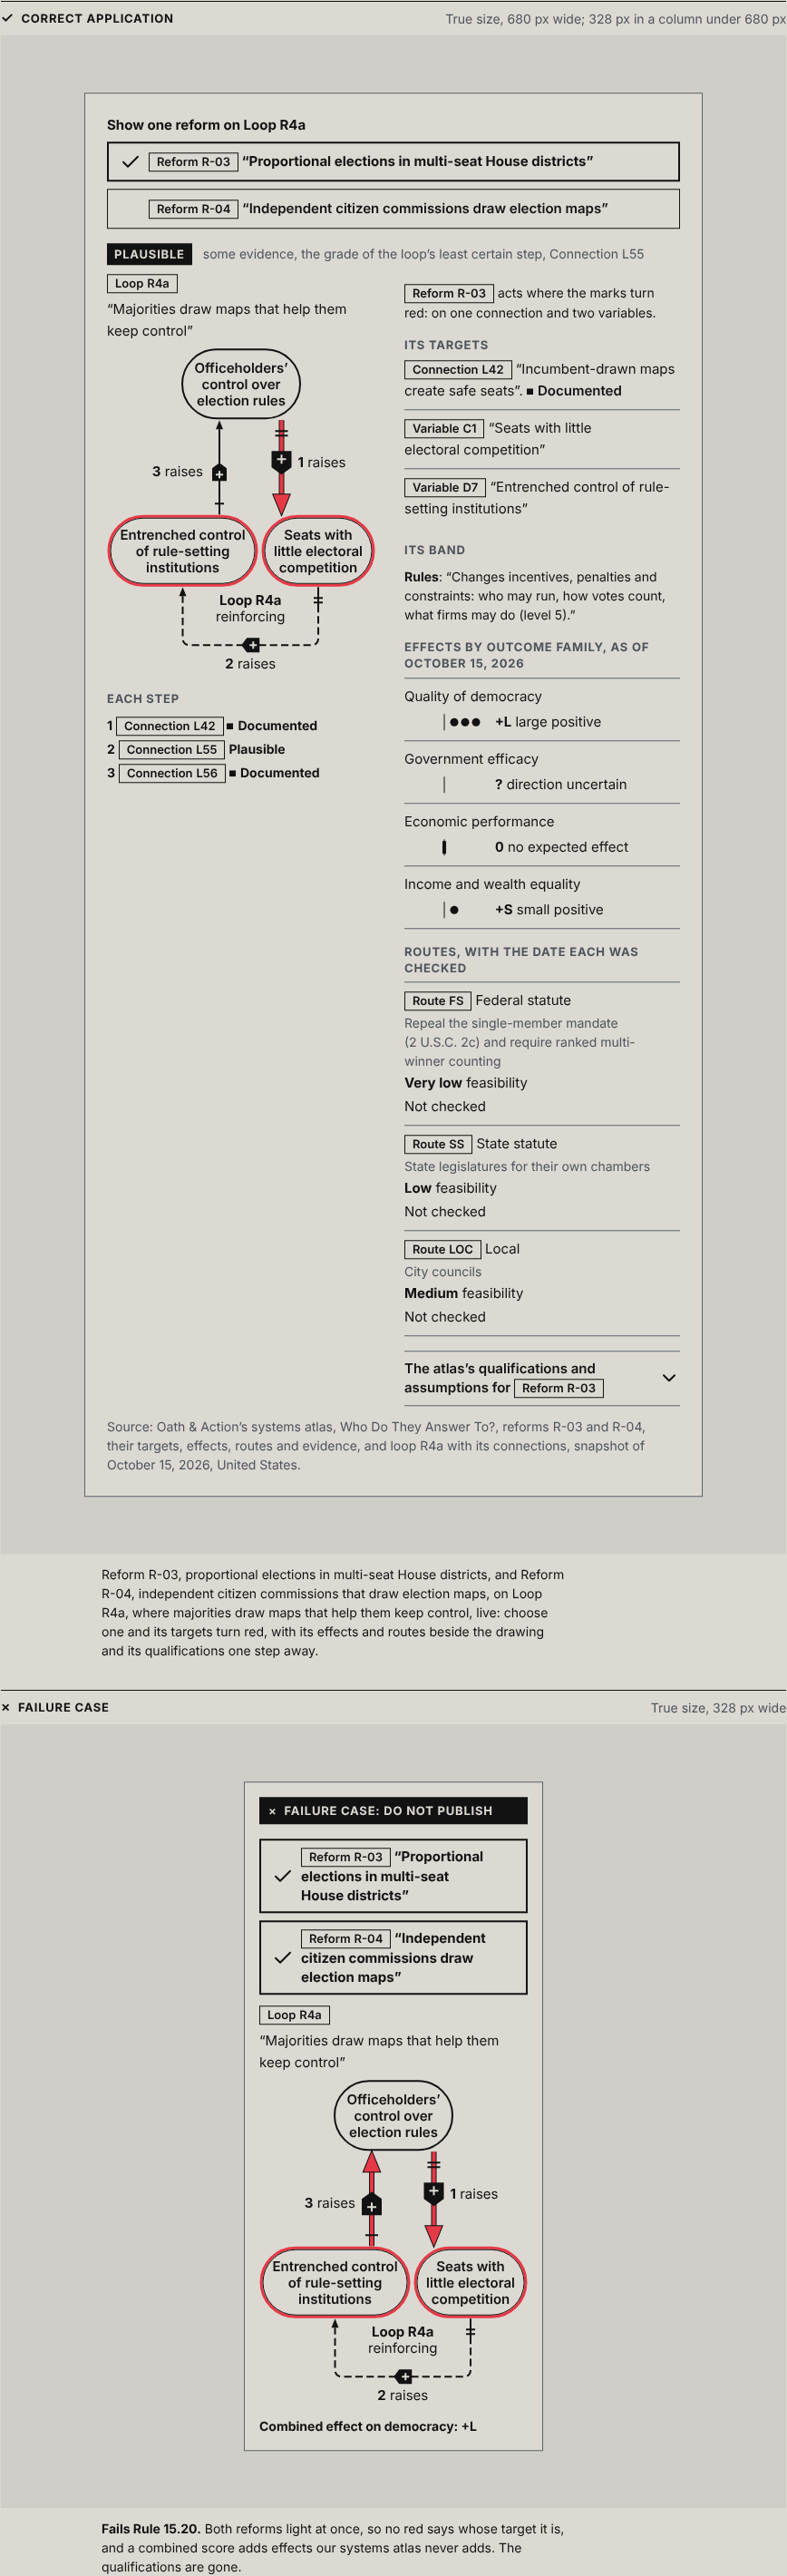 ✓ CORRECT APPLICATION
True size, 680 px wide; 328 px in a column under 680 px
Show one reform on Loop R4a
Reform R-03 “Proportional elections in multi-seat House districts”
Reform R-04 “Independent citizen commissions draw election maps”
PLAUSIBLE some evidence, the grade of the loop’s least certain step, Connection L55
Loop R4a
“Majorities draw maps that help them
keep control”
Officeholders’
control over
election rules
3 raises
1 raises
Entrenched control
of rule-setting
institutions
Seats with
little electoral
competition
Loop R4a
reinforcing
2 raises
EACH STEP
1 Connection L42 ■ Documented
2 Connection L55 Plausible
3 Connection L56 ■ Documented
Reform R-03 acts where the marks turn
red: on one connection and two variables.
ITS TARGETS
Connection L42 “Incumbent-drawn maps
create safe seats”. ■ Documented
Variable C1 “Seats with little
electoral competition”
Variable D7 “Entrenched control of rule-
setting institutions”
ITS BAND
Rules: “Changes incentives, penalties and
constraints: who may run, how votes count,
what firms may do (level 5).”
EFFECTS BY OUTCOME FAMILY, AS OF
OCTOBER 15, 2026
Quality of democracy
+L large positive
Government efficacy
? direction uncertain
Economic performance
0 no expected effect
Income and wealth equality
+S small positive
ROUTES, WITH THE DATE EACH WAS
CHECKED
Route FS Federal statute
Repeal the single-member mandate
(2 U.S.C. 2c) and require ranked multi-
winner counting
Very low feasibility
Not checked
Route SS State statute
State legislatures for their own chambers
Low feasibility
Not checked
Route LOC Local
City councils
Medium feasibility
Not checked
The atlas’s qualifications and
assumptions for Reform R-03
Source: Oath & Action’s systems atlas, Who Do They Answer To?, reforms R-03 and R-04,
their targets, effects, routes and evidence, and loop R4a with its connections, snapshot of
October 15, 2026, United States.
Reform R-03, proportional elections in multi-seat House districts, and Reform
R-04, independent citizen commissions that draw election maps, on Loop
R4a, where majorities draw maps that help them keep control, live: choose
one and its targets turn red, with its effects and routes beside the drawing
and its qualifications one step away.
× FAILURE CASE
True size, 328 px wide
× FAILURE CASE: DO NOT PUBLISH
Reform R-03 “Proportional
elections in multi-seat
House districts”
Reform R-04 “Independent
citizen commissions draw
election maps”
Loop R4a
“Majorities draw maps that help them
keep control”
Officeholders’
control over
election rules
3 raises
1 raises
Entrenched control
of rule-setting
institutions
Seats with
little electoral
competition
Loop R4a
reinforcing
2 raises
Combined effect on democracy: +L
Fails Rule 15.20. Both reforms light at once, so no red says whose target it is,
and a combined score adds effects our systems atlas never adds. The
qualifications are gone.